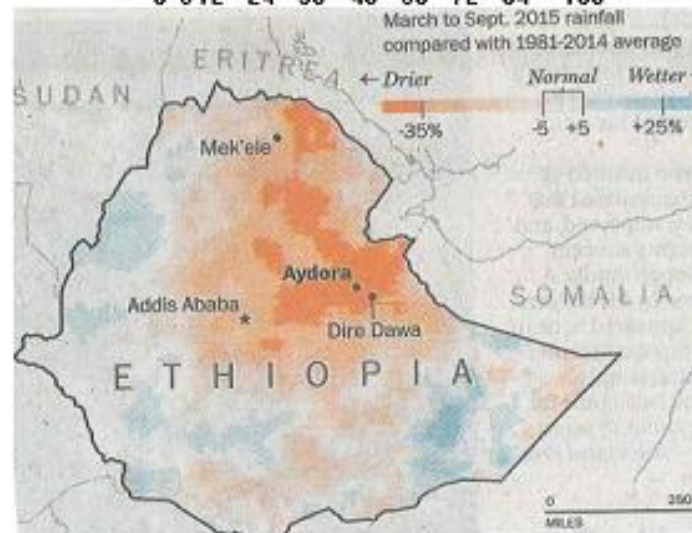 March to Sept. 2015 rainfall
compared with 1981-2014 average
←Drier Normal Wetter
-35% -5 +5 +25%
ERITREA
SUDAN
Mek'ele
Aydora
Addis Ababa
SOMALIA
Dire Dawa
ETHIOPIA
0 250
MILES